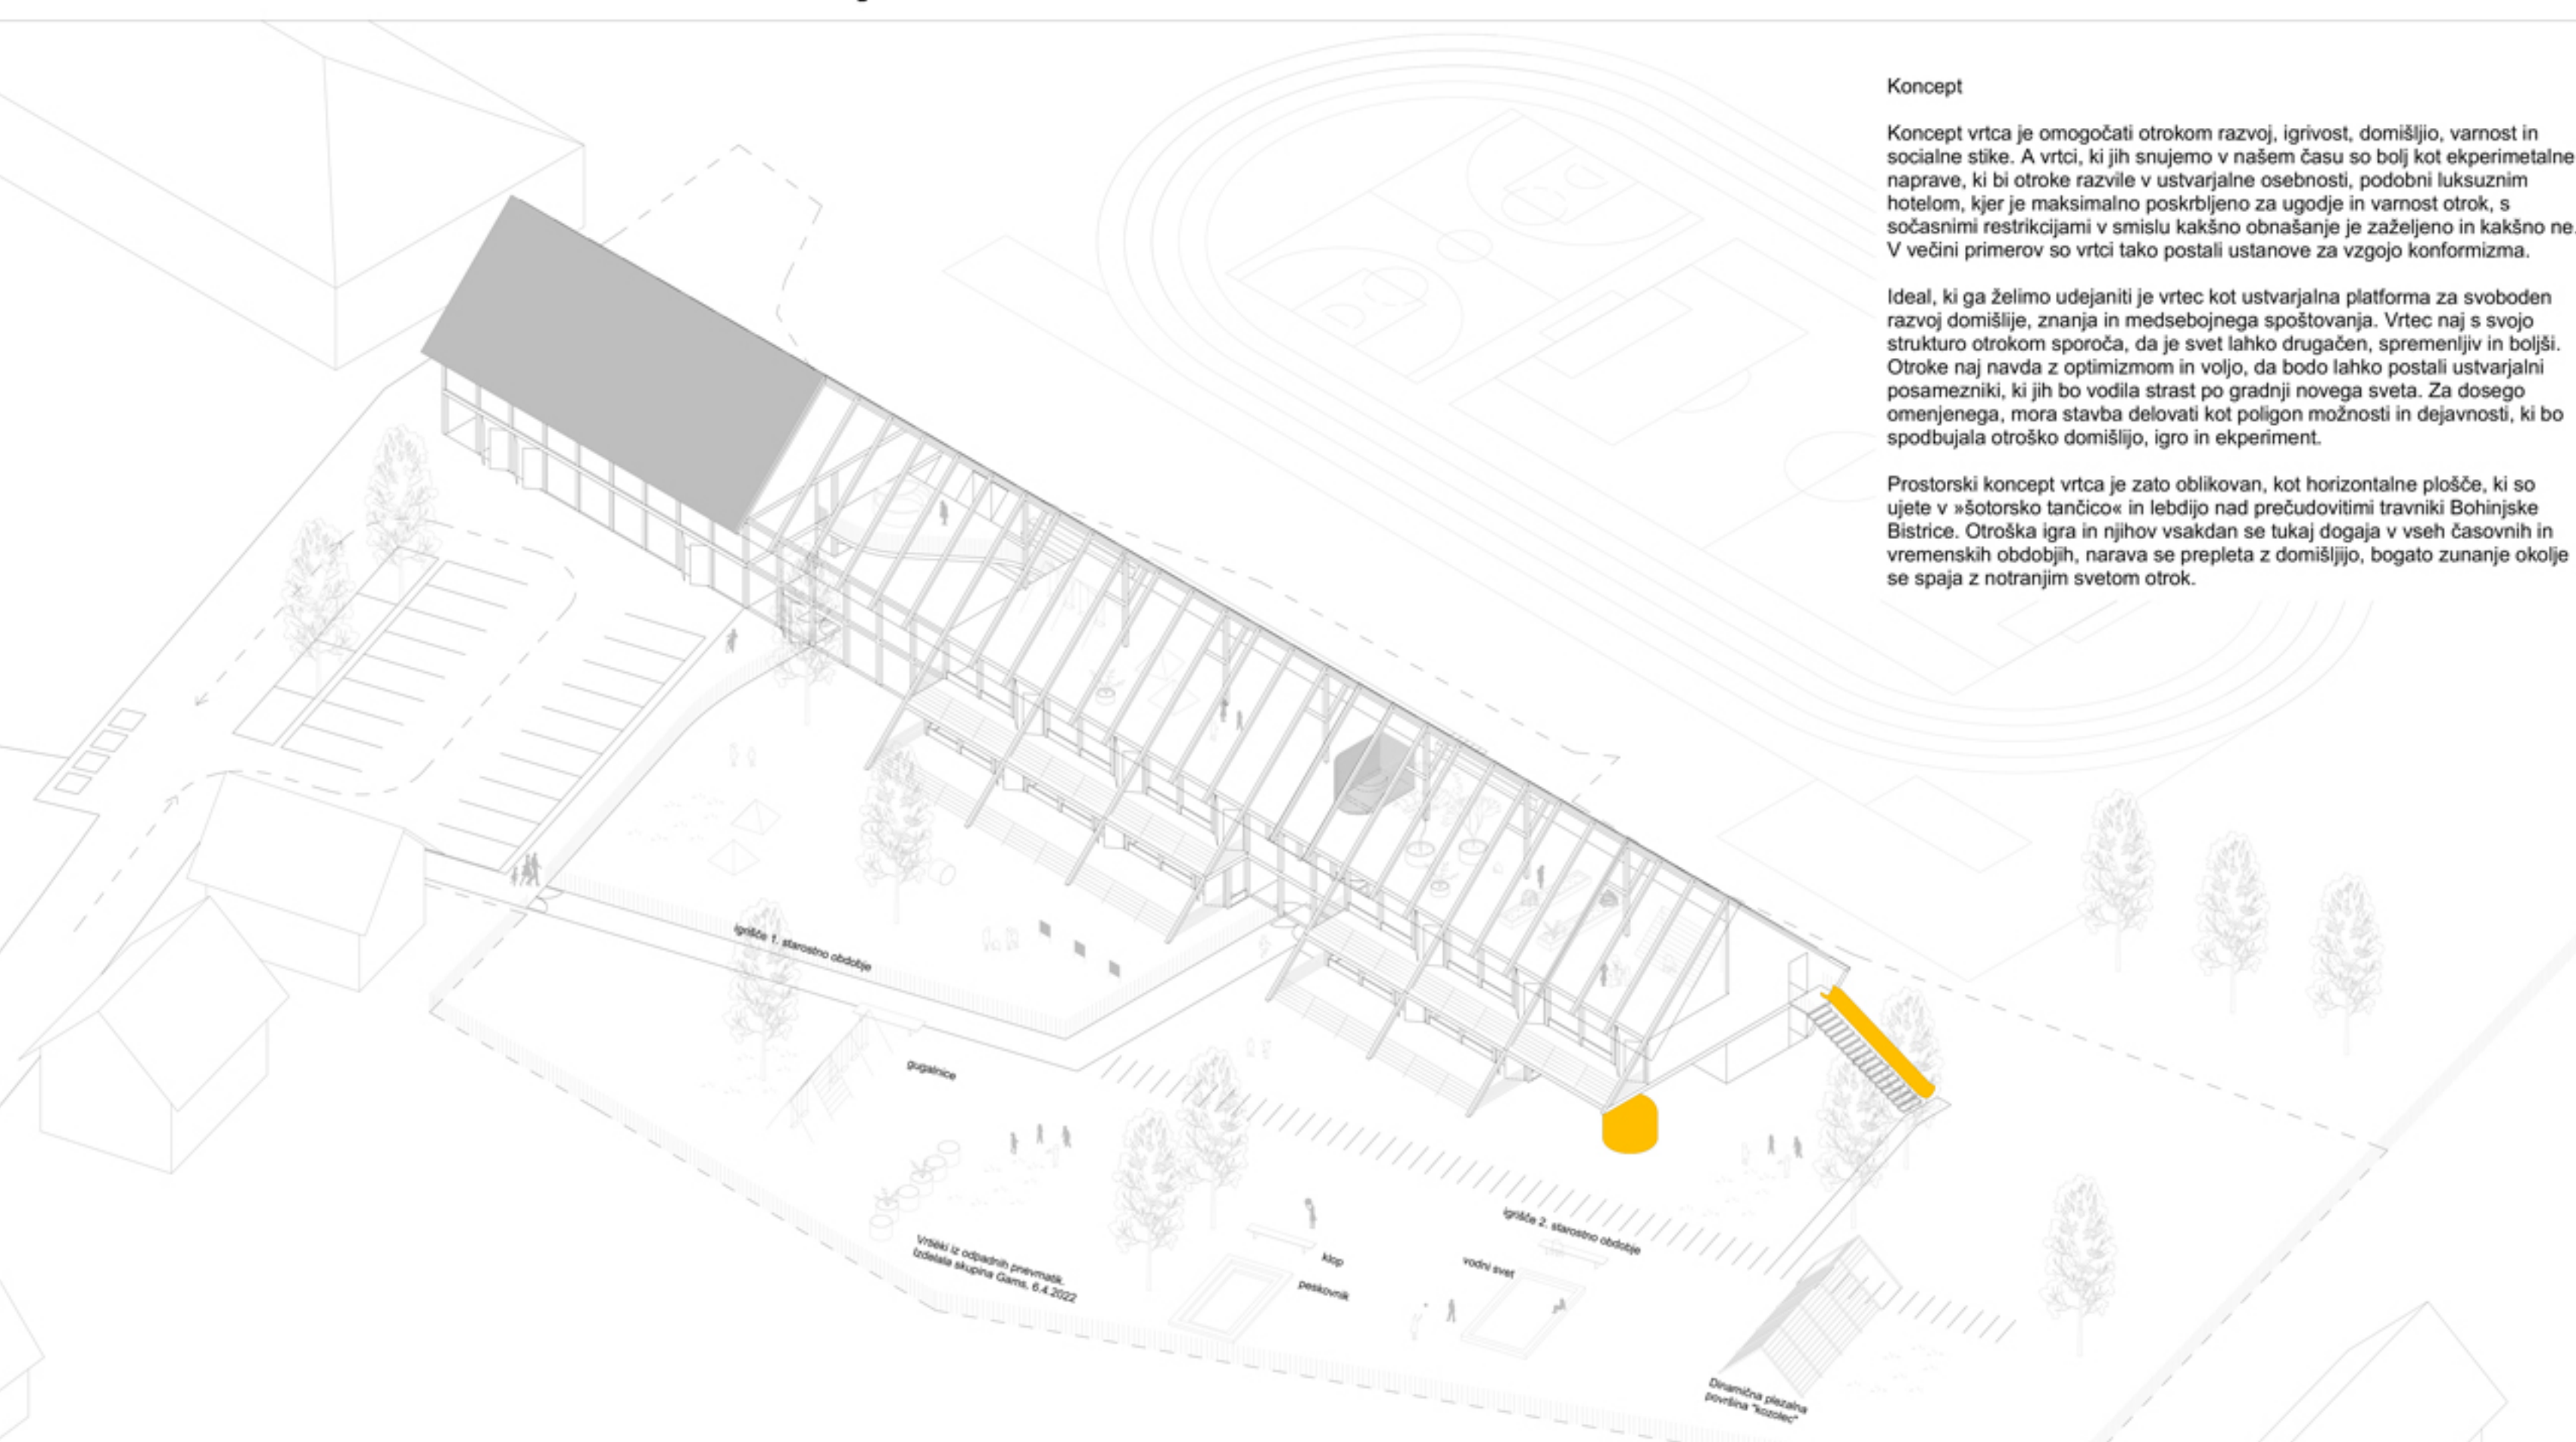 Koncept
Koncept vrtca je omogočati otrokom razvoj, igrivost, domišljio, varnost in
socialne stike. A vrtci, ki jih snujemo v našem času so bolj kot ekperimetalne
naprave, ki bi otroke razvile v ustvarjalne osebnosti, podobni luksuznim
hotelom, kjer je maksimalno poskrbljeno za ugodje in varnost otrok, s
sočasnimi restrikcijami v smislu kakšno obnašanje je zaželjeno in kakšno ne.
V večini primerov so vrtci tako postali ustanove za vzgojo konformizma.
Ideal, ki ga želimo udejaniti je vrtec kot ustvarjalna platforma za svoboden
razvoj domišlije, znanja in medsebojnega spoštovanja. Vrtec naj s svojo
strukturo otrokom sporoča, da je svet lahko drugačen, spremenljiv in boljši.
Otroke naj navda z optimizmom in voljo, da bodo lahko postali ustvarjalni
posamezniki, ki jih bo vodila strast po gradnji novega sveta. Za dosego
omenjenega, mora stavba delovati kot poligon možnosti in dejavnosti, ki bo
spodbujala otroško domišlijo, igro in ekperiment.
Prostorski koncept vrtca je zato oblikovan, kot horizontalne plošče, ki so
ujete v »šotorsko tančico« in lebdijo nad prečudovitimi travniki Bohinjske
Bistrice. Otroška igra in njihov vsakdan se tukaj dogaja v vseh časovnih in
vremenskih obdobjih, narava se prepleta z domišljijo, bogato zunanje okolje
se spaja z notranjim svetom otrok.
igrišče 1. starostno obdobje
gugalnice
Vrtički iz odpadnih pnevmatik.
Izdelala skupina Gams, 6.4.2022
klop
peskovnik
igrišče 2. starostno obdobje
vodni svet
Dinamična plezalna
površina "kozolec"